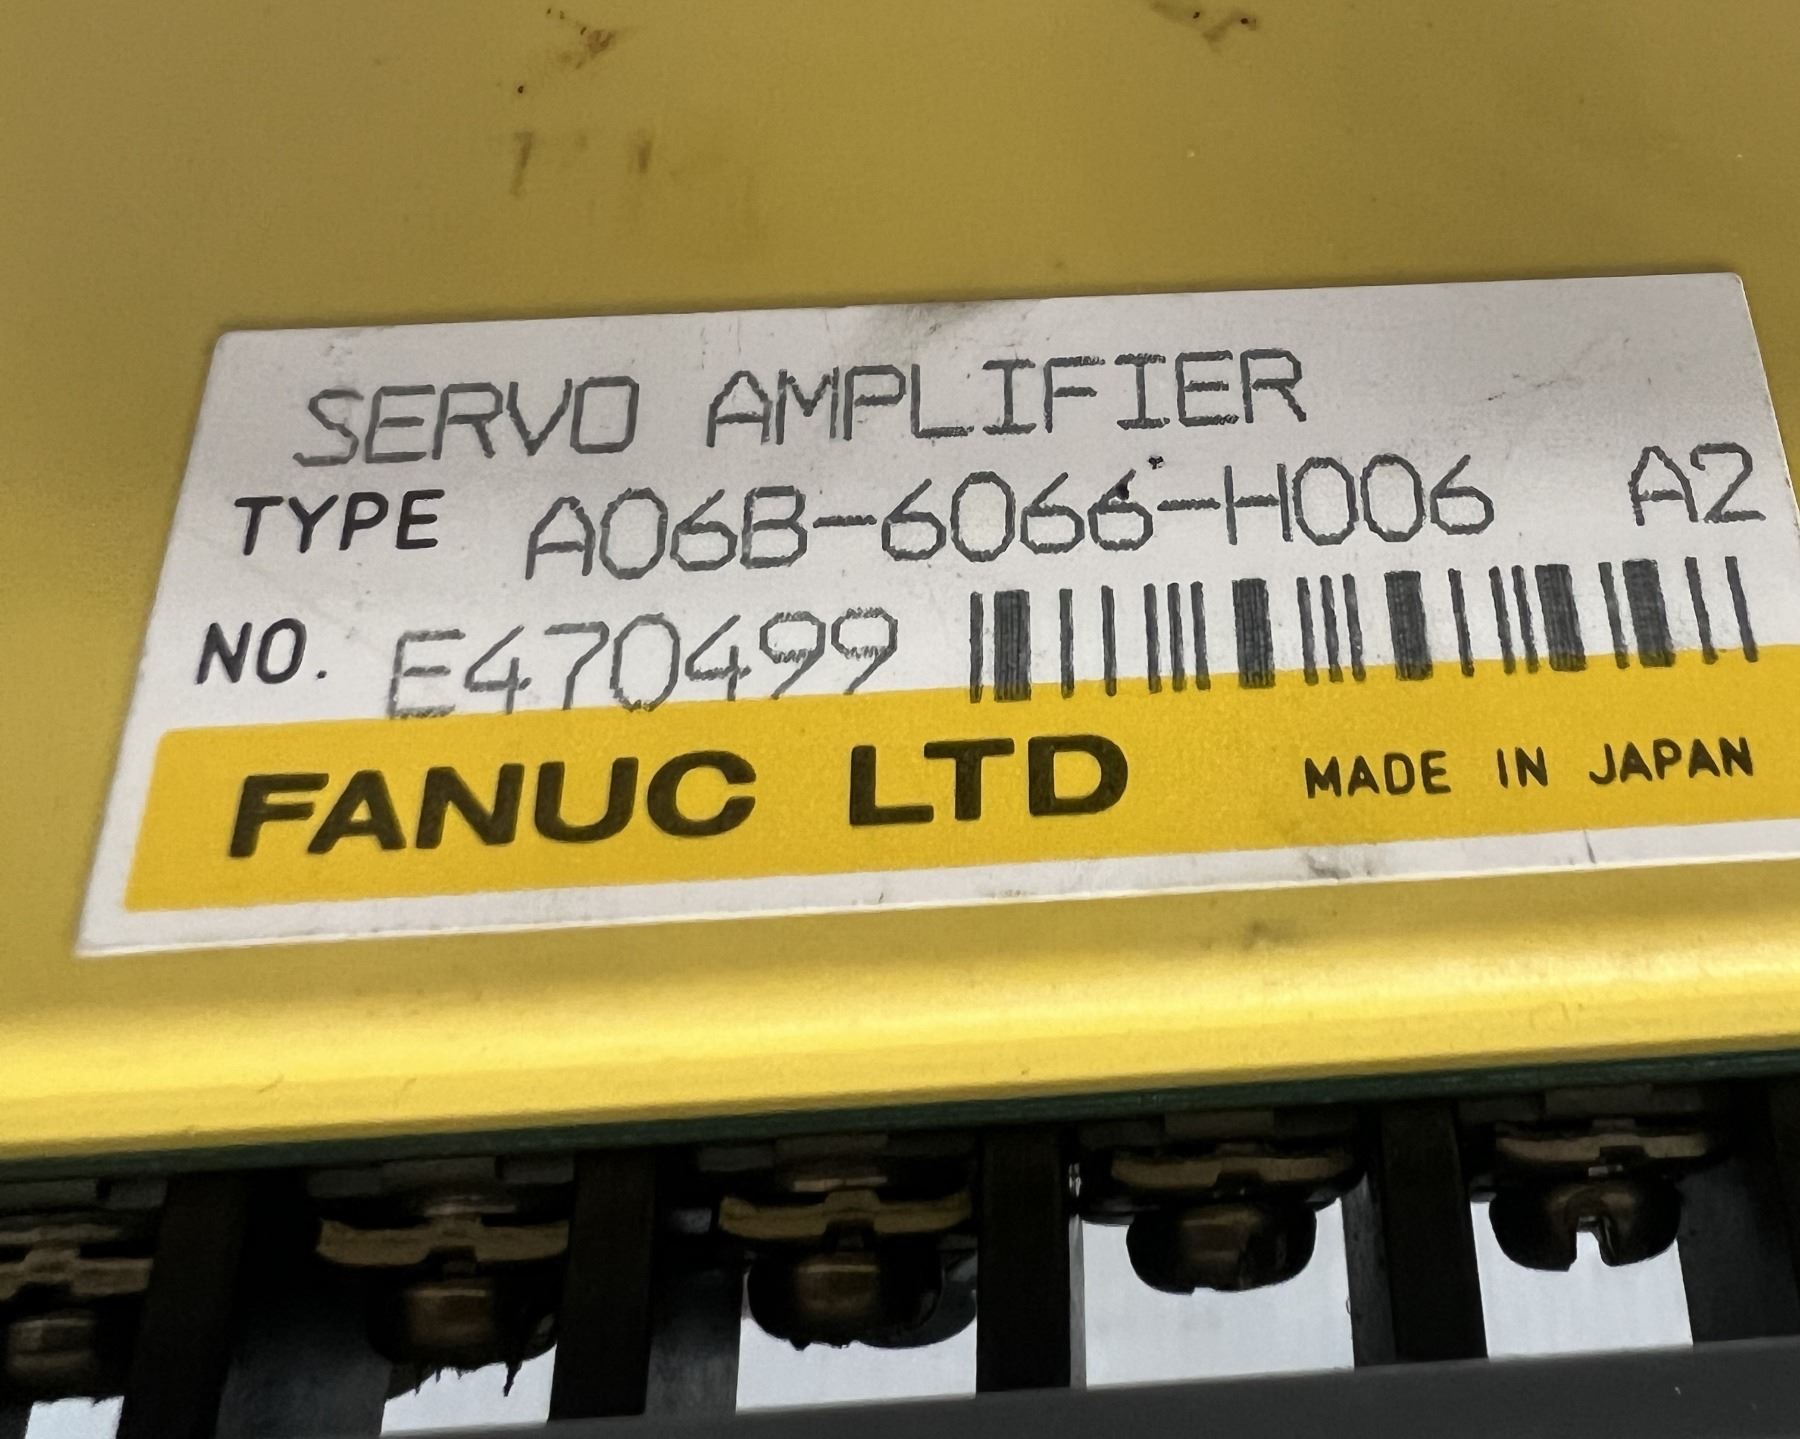 SERVO AMPLIFIER
TYPE A06B-6066-H006 A2
NO. E470499
FANUC LTD MADE IN JAPAN